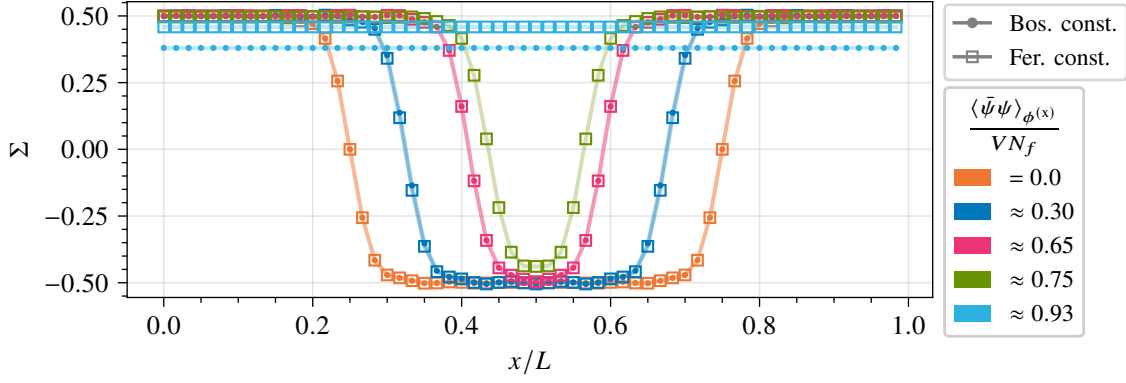 0.50
0.25
0.00
−0.25
−0.50
Σ
0.0 0.2 0.4 0.6 0.8 1.0
x/L
Bos. const.
Fer. const.
⟨ψ̄ψ⟩_ϕ(x)
VN_f
= 0.0
≈ 0.30
≈ 0.65
≈ 0.75
≈ 0.93